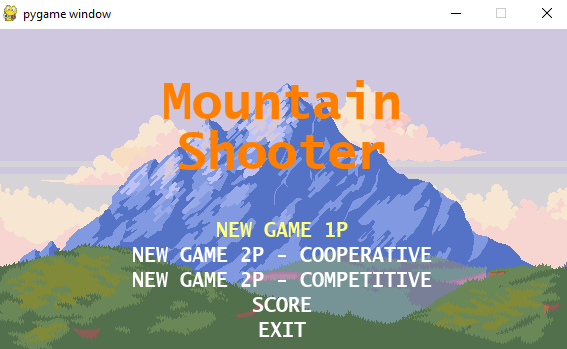 pygame window
Mountain
Shooter
NEW GAME 1P
NEW GAME 2P - COOPERATIVE
NEW GAME 2P - COMPETITIVE
SCORE
EXIT